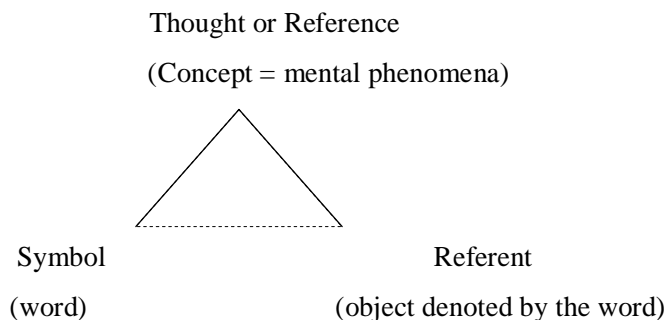 Thought or Reference
(Concept = mental phenomena)
Symbol Referent
(word) (object denoted by the word)